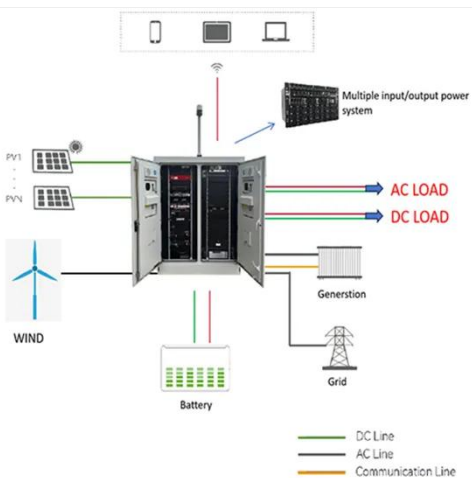 Multiple input/output power
system
PV1
PVN
AC LOAD
DC LOAD
WIND
Generstion
Grid
Battery
DC Line
AC Line
Communication Line